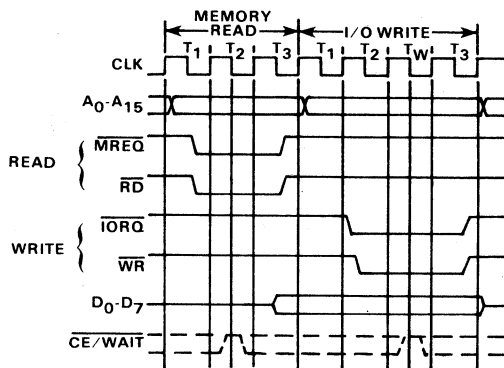 MEMORY
READ
I/O WRITE
T1 T2 T3 T1 T2 TW T3
CLK
A0-A15
MREQ
READ
RD
IORQ
WRITE
WR
D0-D7
CE/WAIT